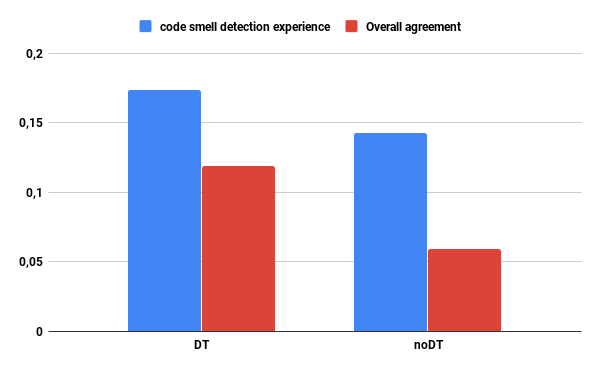 code smell detection experience Overall agreement
0,2
0,15
0,1
0,05
0
DT noDT